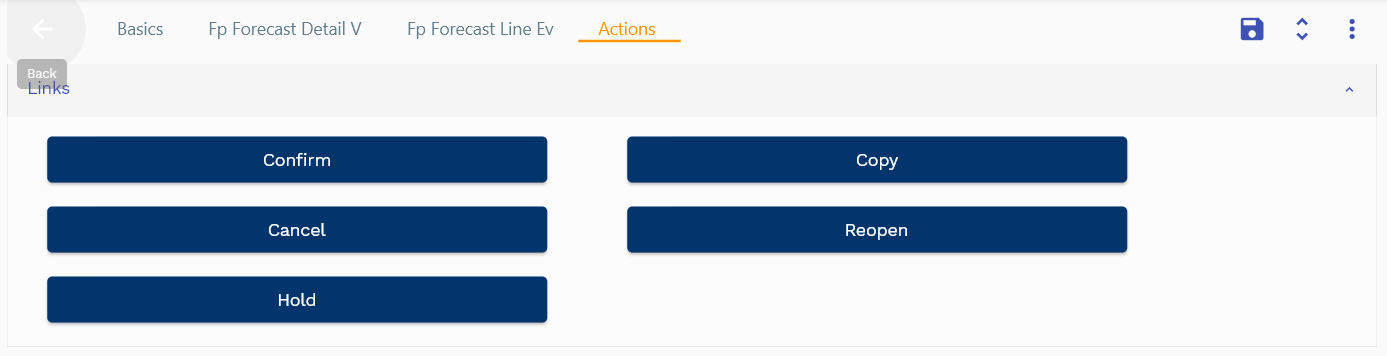 Basics Fp Forecast Detail V Fp Forecast Line Ev Actions
Back
Links
Confirm Copy
Cancel Reopen
Hold